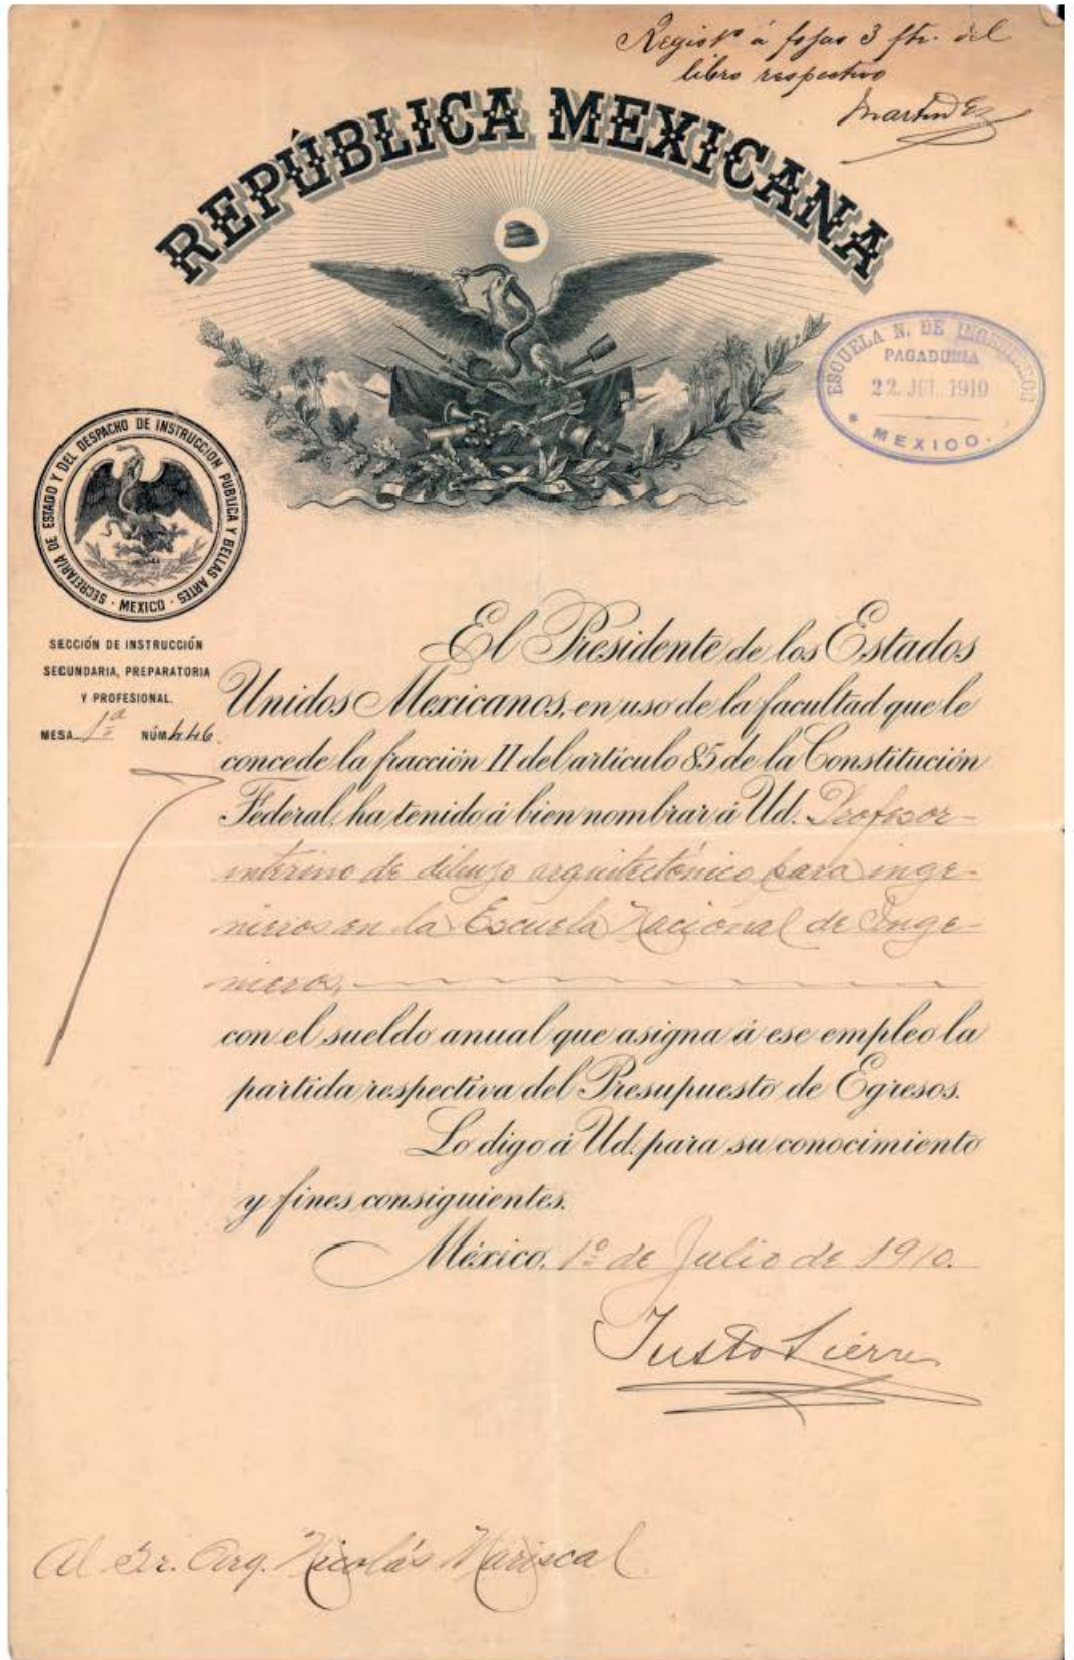 Regist° á fojas 3 fte. del
libro respectivo
REPÚBLICA MEXICANA
ESCUELA N. DE INGENIEROS
PAGADURIA
22. JUL. 1910
MEXICO.
SECRETARIA DE ESTADO Y DEL DESPACHO DE INSTRUCCION PUBLICA Y BELLAS ARTES
- MEXICO -
SECCIÓN DE INSTRUCCIÓN
SECUNDARIA, PREPARATORIA
Y PROFESIONAL.
MESA 1ª NÚM. 446.
El Presidente de los Estados
Unidos Mexicanos, en uso de la facultad que le
concede la fracción II del artículo 85 de la Constitución
Federal, ha tenido á bien nombrar á Ud. Profesor
interino de dibujo arquitectónico para inge-
nieros en la Escuela Nacional de Inge-
nieros,
con el sueldo anual que asigna á ese empleo la
partida respectiva del Presupuesto de Egresos.
Lo digo á Ud. para su conocimiento
y fines consiguientes.
México, 1º de Julio de 1910.
Justo Sierra
Al Sr. Arq. Nicolás Mariscal